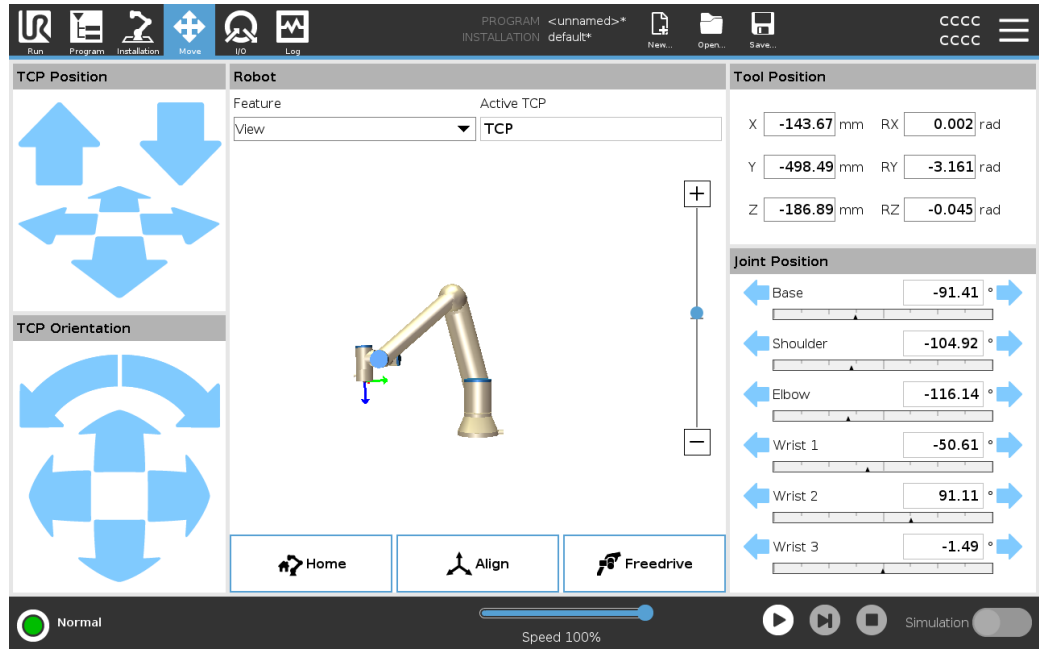 UR
Run
Program
Installation
Move
I/O
Log
PROGRAM <unnamed>*
INSTALLATION default*
New...
Open...
Save...
CCCC
CCCC
TCP Position
Robot
Tool Position
Feature
Active TCP
View
TCP
X -143.67 mm RX 0.002 rad
Y -498.49 mm RY -3.161 rad
Z -186.89 mm RZ -0.045 rad
Joint Position
Base -91.41 °
TCP Orientation
Shoulder -104.92 °
Elbow -116.14 °
Wrist 1 -50.61 °
Wrist 2 91.11 °
Wrist 3 -1.49 °
Home
Align
Freedrive
Normal
Speed 100%
Simulation